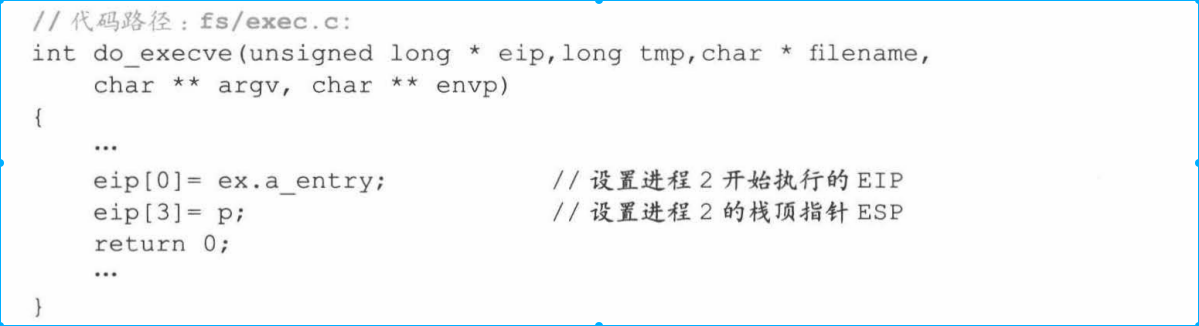 // 代码路径：fs/exec.c:
int do_execve(unsigned long * eip,long tmp,char * filename,
    char ** argv, char ** envp)
{
    …
    eip[0]= ex.a_entry;                // 设置进程 2 开始执行的 EIP
    eip[3]= p;                         // 设置进程 2 的栈顶指针 ESP
    return 0;
    …
}